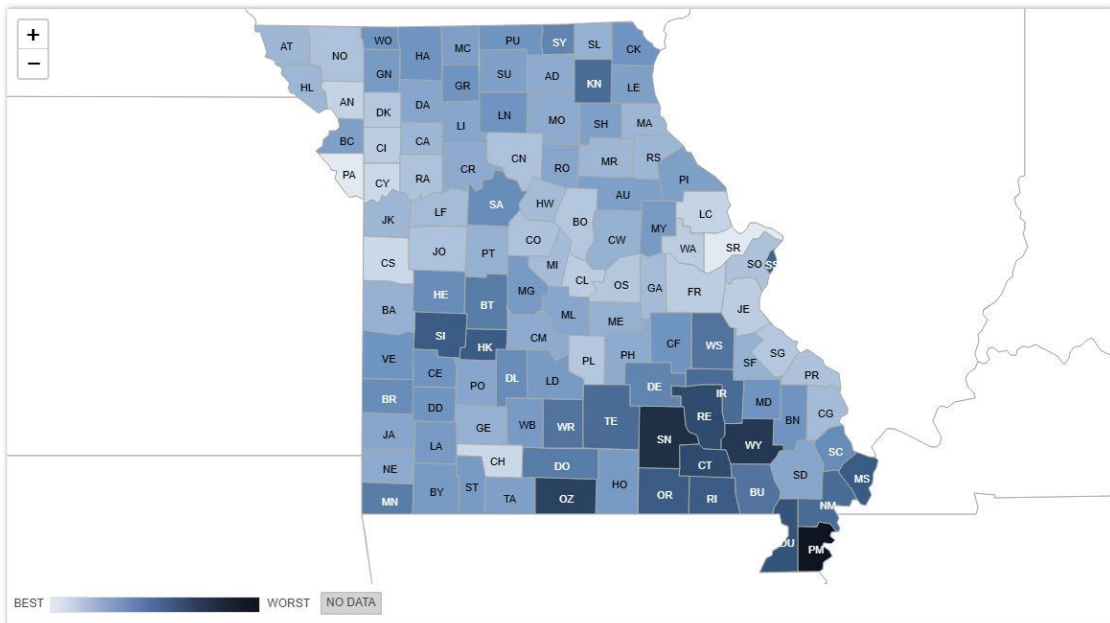 +
−
AT NO WO HA MC PU SY SL CK
HL AN GN DA GR SU AD KN LE
BC DK CI CA LI LN MO SH MA
PA CY RA CR CN RO MR RS PI
JK LF SA HW BO AU MY LC
CS JO PT CO MI CW WA SR SO SS
BA HE BT MG CL OS GA FR JE
SI HK CM ML ME CF WS SF SG
VE CE PO DL LD PL PH DE IR MD PR
BR DD GE WB WR TE SN RE WY BN CG
JA LA CH DO CT SD SC MS
NE BY ST TA OZ HO OR RI BU NM
MN DU PM
BEST WORST NO DATA